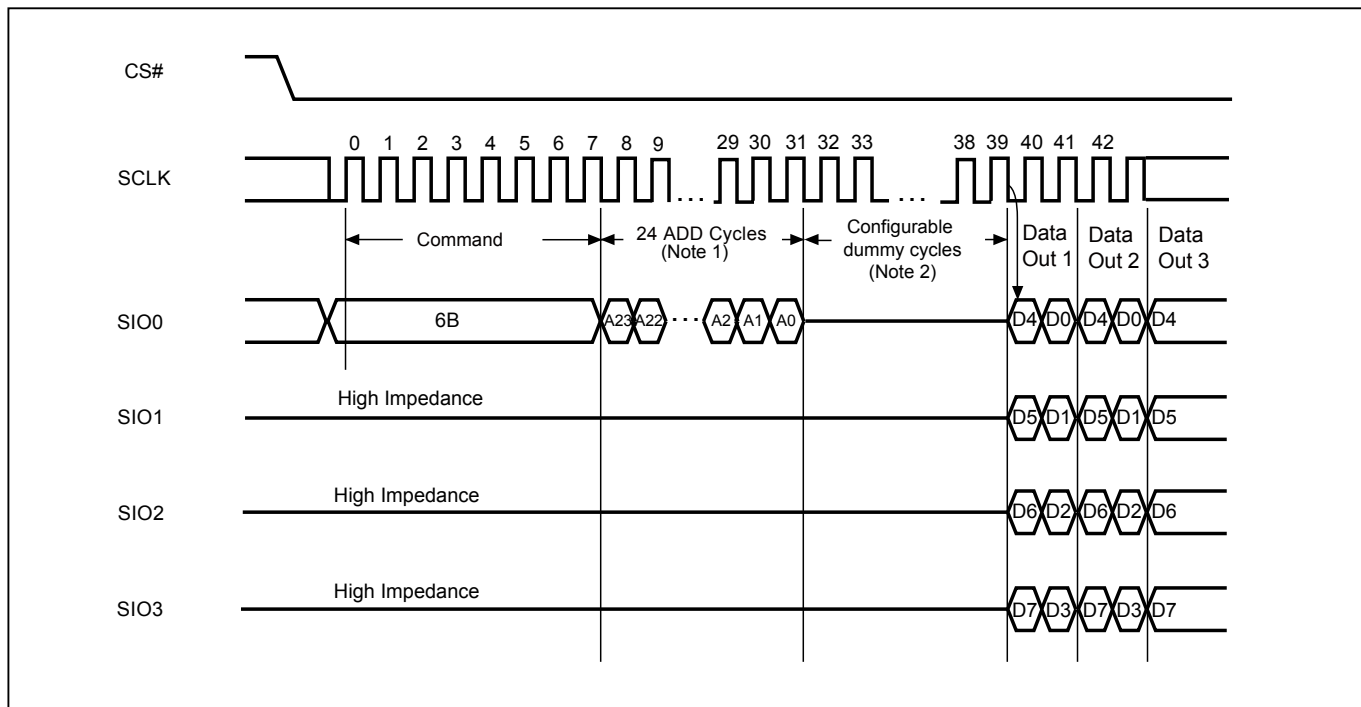 CS#
0 1 2 3 4 5 6 7 8 9 29 30 31 32 33 38 39 40 41 42
SCLK
. . . . . .
Command
24 ADD Cycles
(Note 1)
Configurable
dummy cycles
(Note 2)
Data
Out 1
Data
Out 2
Data
Out 3
SIO0
6B
A23 A22 . . . A2 A1 A0
D4 D0 D4 D0 D4
High Impedance
SIO1
D5 D1 D5 D1 D5
High Impedance
SIO2
D6 D2 D6 D2 D6
High Impedance
SIO3
D7 D3 D7 D3 D7